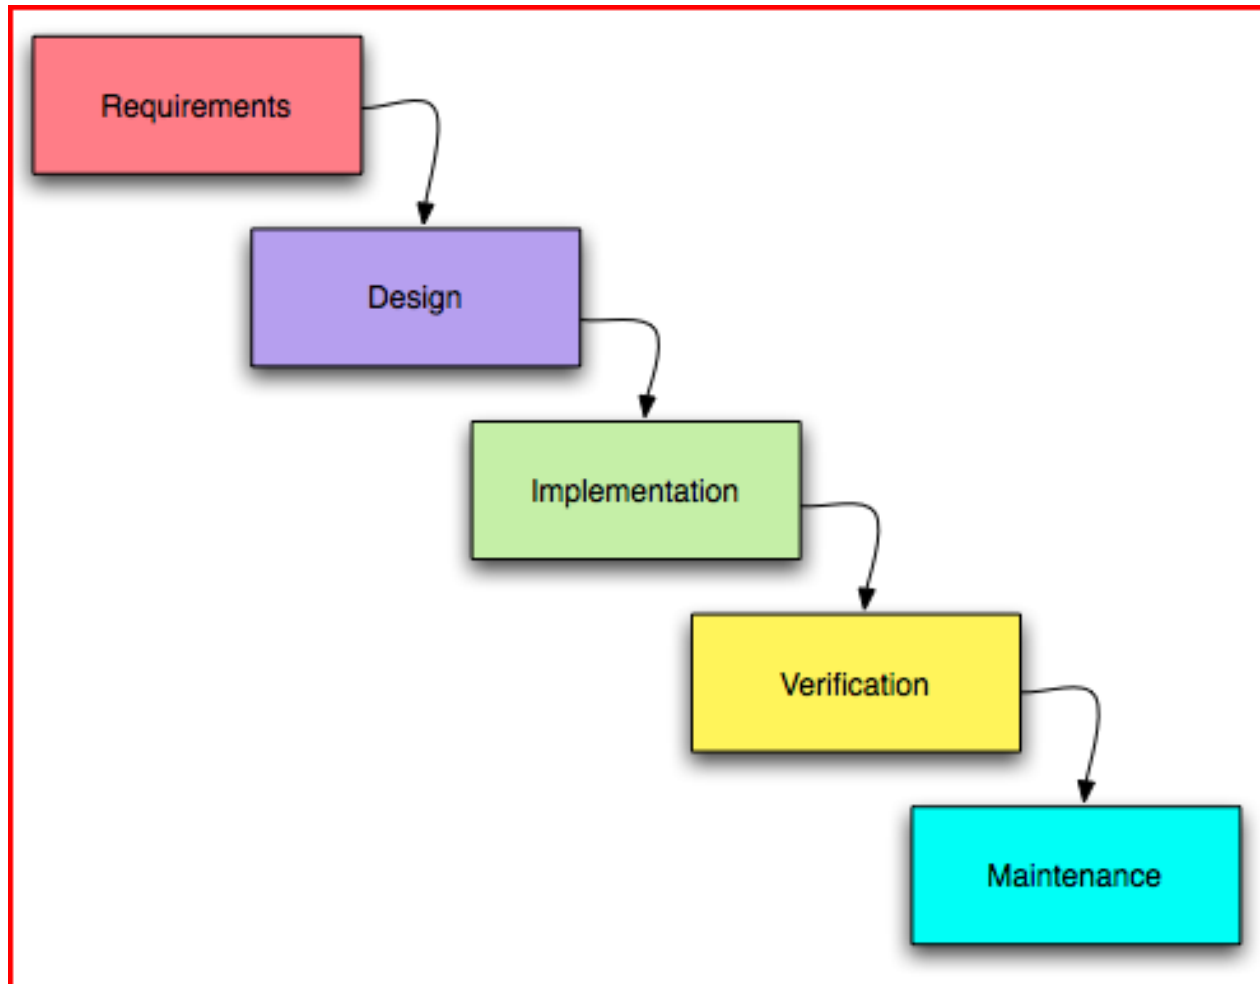 Requirements
Design
Implementation
Verification
Maintenance